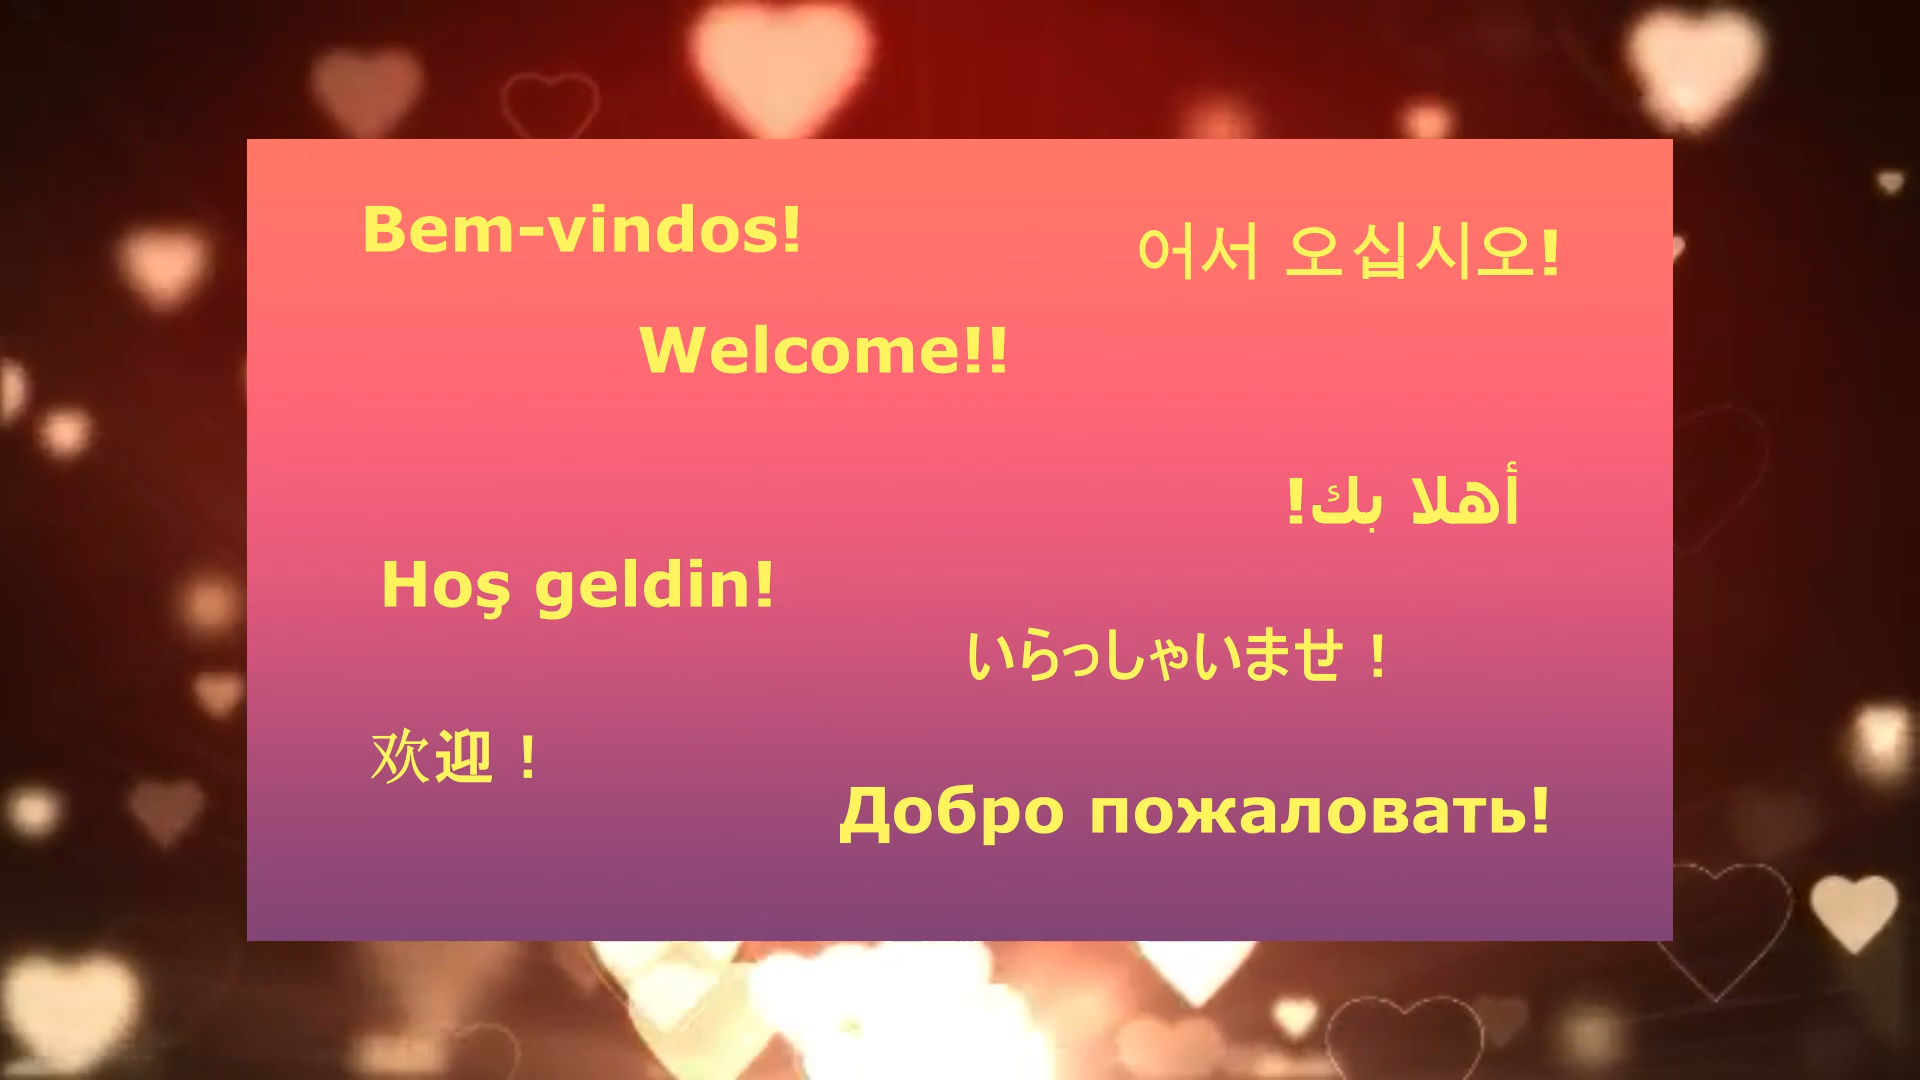 Bem-vindos!
어서 오십시오!
Welcome!!
أهلا بك!
Hoş geldin!
いらっしゃいませ！
欢迎！
Добро пожаловать!